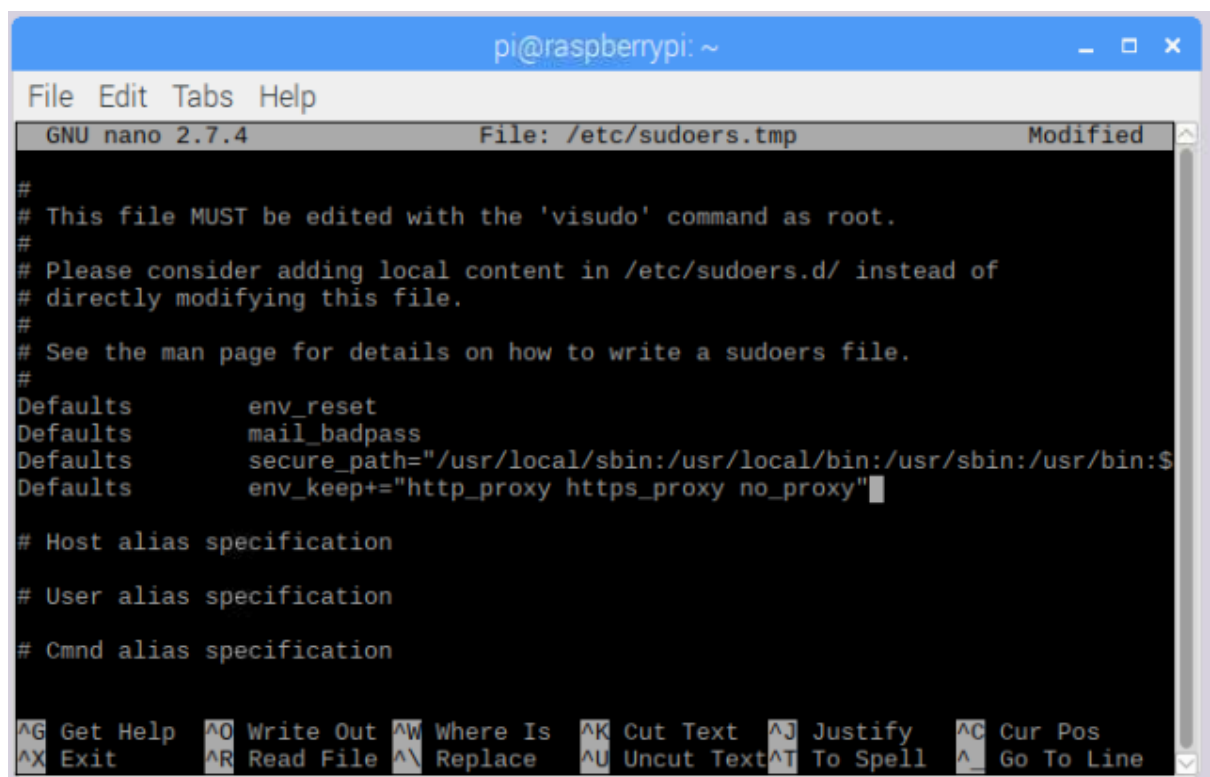 pi@raspberrypi: ~
File Edit Tabs Help
GNU nano 2.7.4 File: /etc/sudoers.tmp Modified
#
# This file MUST be edited with the 'visudo' command as root.
#
# Please consider adding local content in /etc/sudoers.d/ instead of
# directly modifying this file.
#
# See the man page for details on how to write a sudoers file.
#
Defaults env_reset
Defaults mail_badpass
Defaults secure_path="/usr/local/sbin:/usr/local/bin:/usr/sbin:/usr/bin:$
Defaults env_keep+="http_proxy https_proxy no_proxy"
# Host alias specification
# User alias specification
# Cmnd alias specification
^G Get Help ^O Write Out ^W Where Is ^K Cut Text ^J Justify ^C Cur Pos
^X Exit ^R Read File ^\ Replace ^U Uncut Text ^T To Spell ^_ Go To Line